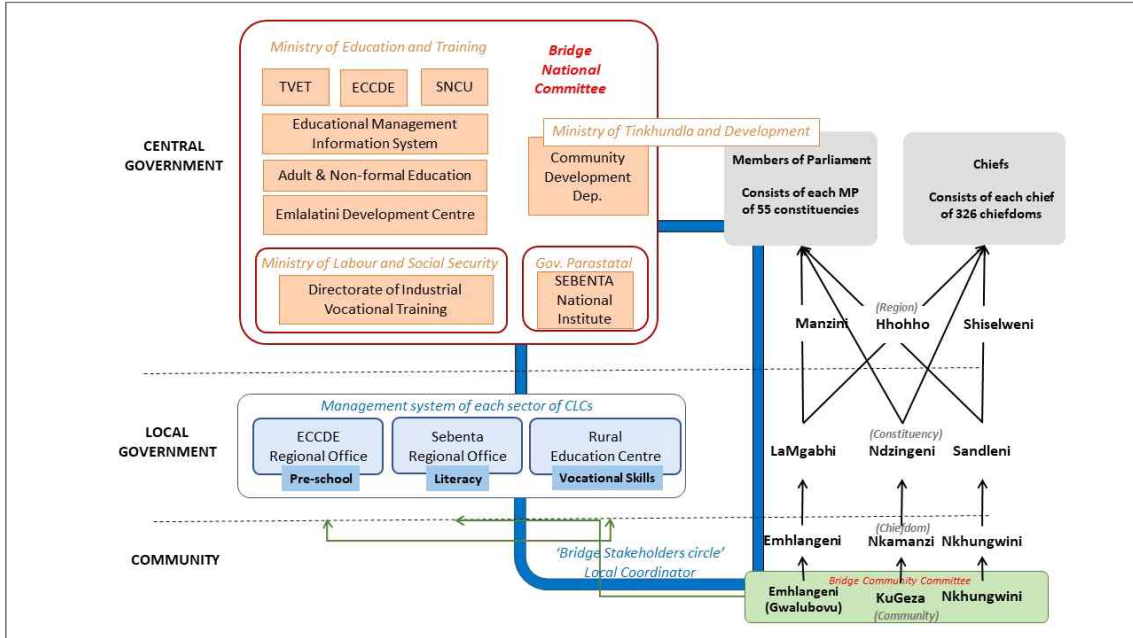 Ministry of Education and Training
Bridge
National
Committee
TVET
ECCDE
SNCU
Educational Management
Information System
Adult & Non-formal Education
Emlalatini Development Centre
Ministry of Tinkhundla and Development
Community
Development
Dep.
Ministry of Labour and Social Security
Directorate of Industrial
Vocational Training
Gov. Parastatal
SEBENTA
National
Institute
CENTRAL
GOVERNMENT
Members of Parliament
Consists of each MP
of 55 constituencies
Chiefs
Consists of each chief
of 326 chiefdoms
(Region)
Manzini
Hhohho
Shiselweni
LOCAL
GOVERNMENT
Management system of each sector of CLCs
ECCDE
Regional Office
Pre-school
Sebenta
Regional Office
Literacy
Rural
Education Centre
Vocational Skills
(Constituency)
LaMgabhi
Ndzingeni
Sandleni
COMMUNITY
(Chiefdom)
Emhlangeni
Nkamanzi
Nkhungwini
'Bridge Stakeholders circle'
Local Coordinator
Bridge Community Committee
Emhlangeni
(Gwalubovu)
KuGeza
Nkhungwini
(Community)